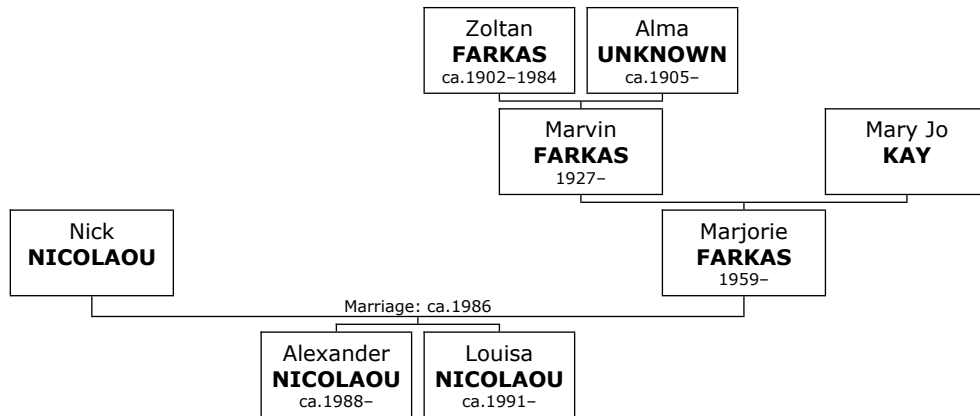 Zoltan
FARKAS
ca.1902–1984
Alma
UNKNOWN
ca.1905–
Marvin
FARKAS
1927–
Mary Jo
KAY
Nick
NICOLAOU
Marjorie
FARKAS
1959–
Marriage: ca.1986
Alexander
NICOLAOU
ca.1988–
Louisa
NICOLAOU
ca.1991–